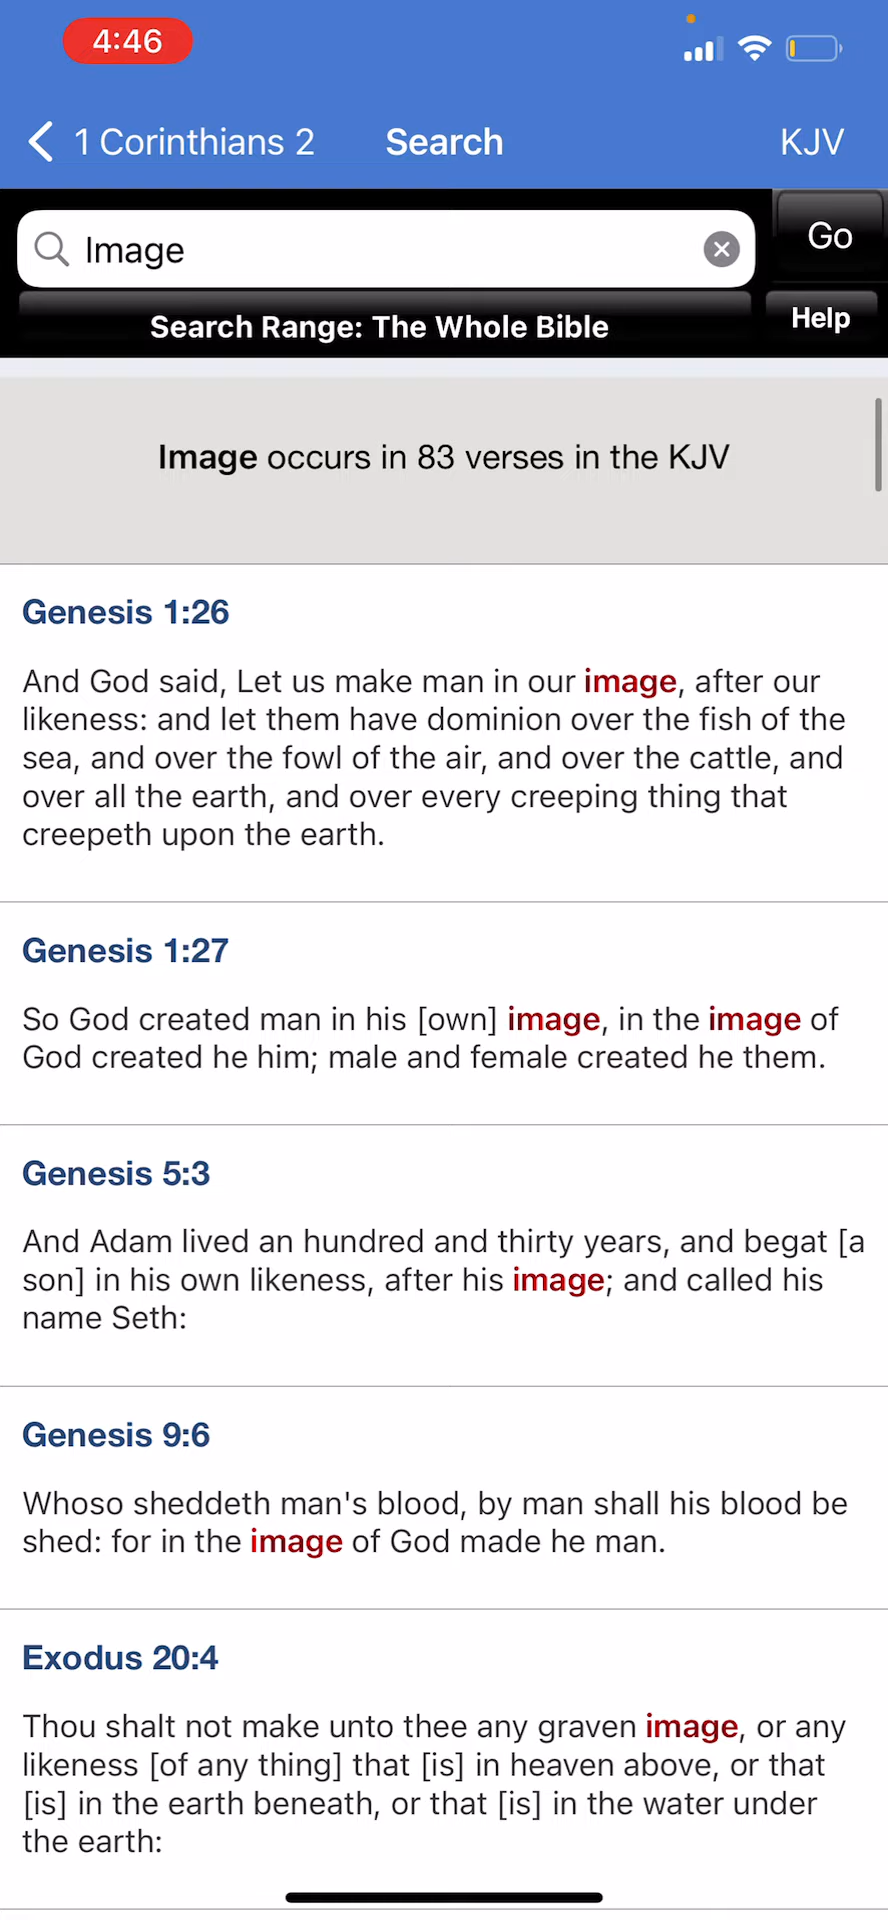 4:46
1 Corinthians 2 Search KJV
Image Go
Search Range: The Whole Bible Help
Image occurs in 83 verses in the KJV
Genesis 1:26
And God said, Let us make man in our image, after our
likeness: and let them have dominion over the fish of the
sea, and over the fowl of the air, and over the cattle, and
over all the earth, and over every creeping thing that
creepeth upon the earth.
Genesis 1:27
So God created man in his [own] image, in the image of
God created he him; male and female created he them.
Genesis 5:3
And Adam lived an hundred and thirty years, and begat [a
son] in his own likeness, after his image; and called his
name Seth:
Genesis 9:6
Whoso sheddeth man's blood, by man shall his blood be
shed: for in the image of God made he man.
Exodus 20:4
Thou shalt not make unto thee any graven image, or any
likeness [of any thing] that [is] in heaven above, or that
[is] in the earth beneath, or that [is] in the water under
the earth: